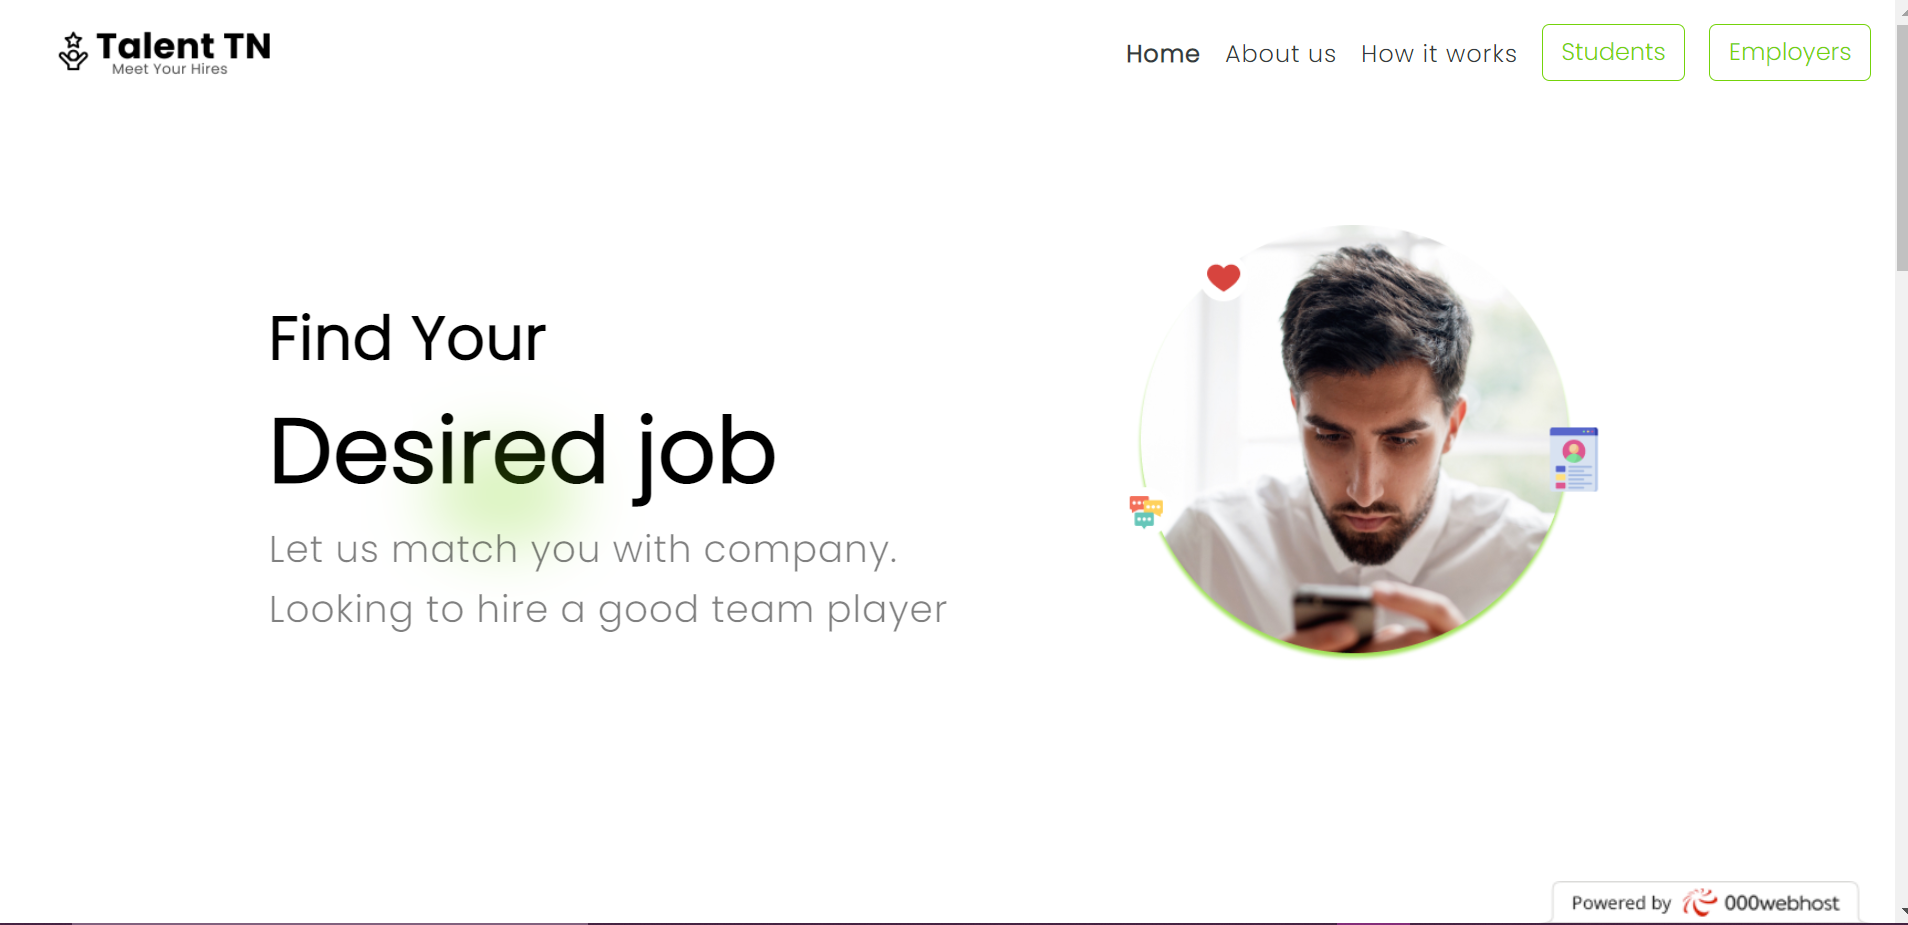 Talent TN
Meet Your Hires
Home About us How it works Students Employers
Find Your
Desired job
Let us match you with company.
Looking to hire a good team player
Powered by 000webhost